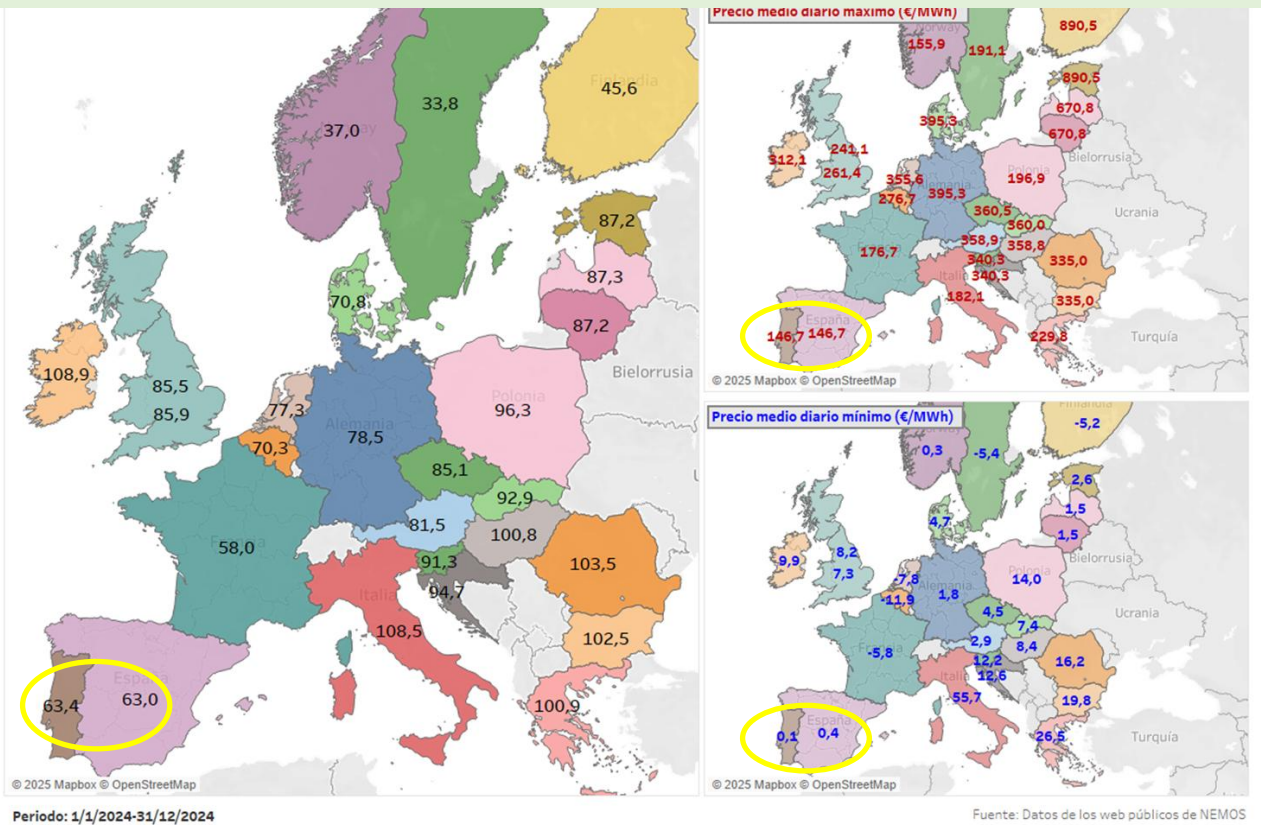 Finlandia
45,6
33,8
37,0 way
87,2
87,3
87,2
70,8
Bielorrusia
108,9
85,5
85,9
77,3
Alemania
78,5
Polonia
96,3
70,3
85,1
92,9
81,5
100,8
58,0
91,3
103,5
Italia
94,7
108,5
102,5
España
63,4
63,0
100,9
© 2025 Mapbox © OpenStreetMap
Precio medio diario máximo (€/MWh)
Norway
155,9
191,1
890,5
890,5
670,8
670,8
395,3
Bielorrusia
312,1
241,1
261,4
355,6
276,7
Alemania
395,3
Polonia
196,9
Ucrania
360,5
360,0
358,9
358,8
176,7
340,3
Italia
340,3
335,0
182,1
335,0
España
146,7
146,7
229,8
Turquía
© 2025 Mapbox © OpenStreetMap
Precio medio diario mínimo (€/MWh)
Finlandia
-5,2
0,3
-5,4
2,6
1,5
1,5
4,7
Bielorrusia
9,9
8,2
7,3
-7,8
-11,9
Alemania
1,8
Polonia
14,0
Ucrania
4,5
7,4
2,9
8,4
-5,8
12,2
Italia
12,6
16,2
55,7
19,8
España
0,1
0,4
26,5
Turquía
© 2025 Mapbox © OpenStreetMap
Periodo: 1/1/2024-31/12/2024
Fuente: Datos de los web públicos de NEMOS